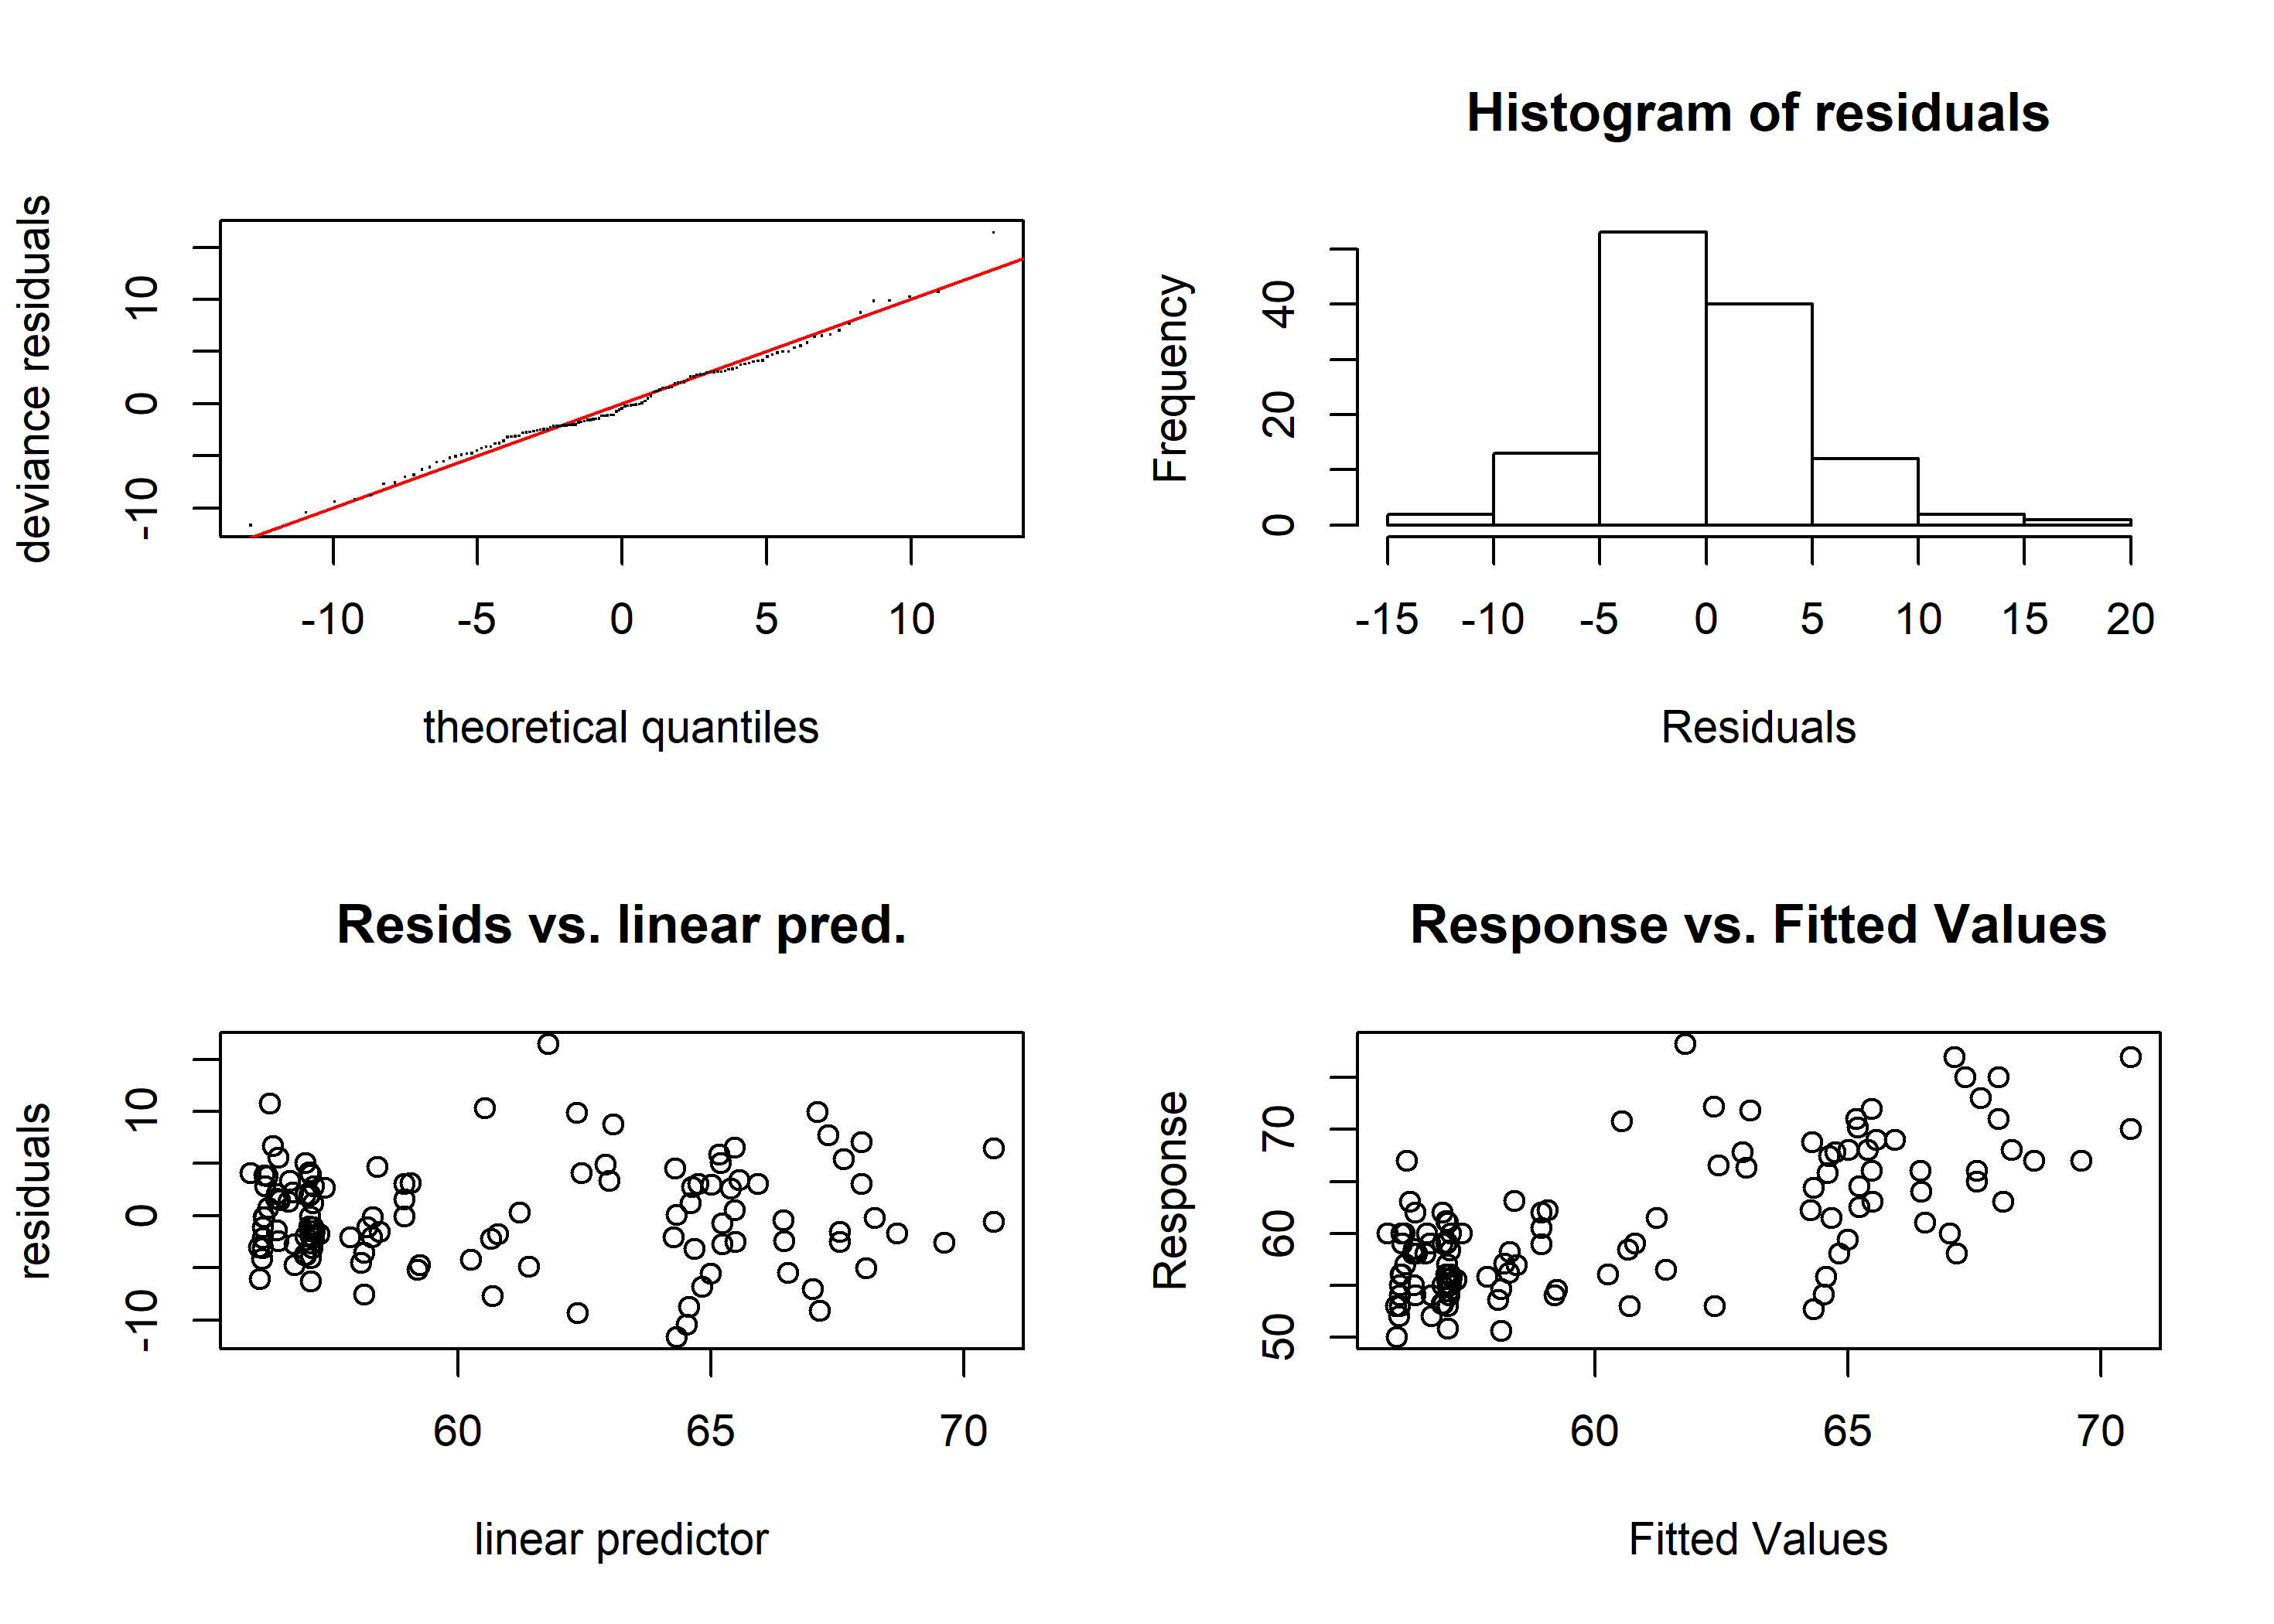 deviance residuals
10
0
-10
-10 -5 0 5 10
theoretical quantiles
Histogram of residuals
Frequency
40
20
0
-15 -10 -5 0 5 10 15 20
Residuals
Resids vs. linear pred.
residuals
10
0
-10
60 65 70
linear predictor
Response vs. Fitted Values
Response
70
60
50
60 65 70
Fitted Values